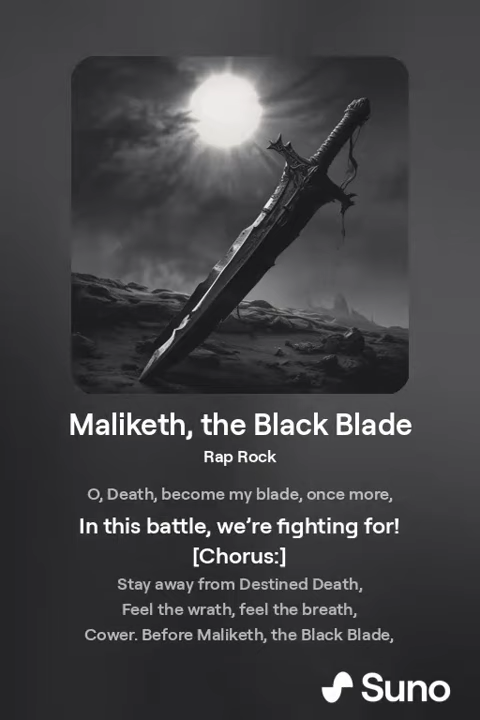 Maliketh, the Black Blade
Rap Rock
O, Death, become my blade, once more,
In this battle, we're fighting for!
[Chorus:]
Stay away from Destined Death,
Feel the wrath, feel the breath,
Cower. Before Maliketh, the Black Blade,
Suno